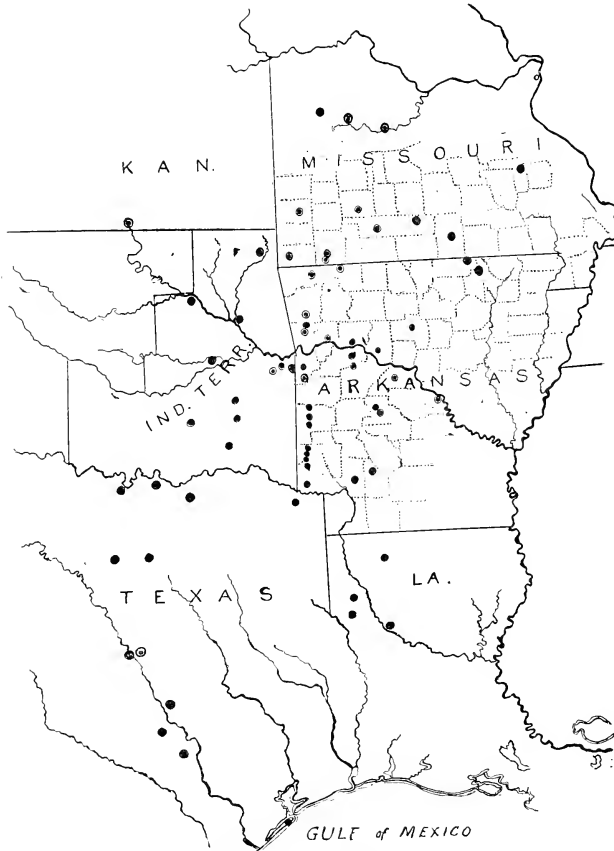 MISSOURI
KAN.
IND. TERR.
ARKANSAS
LA.
TEXAS
GULF of MEXICO